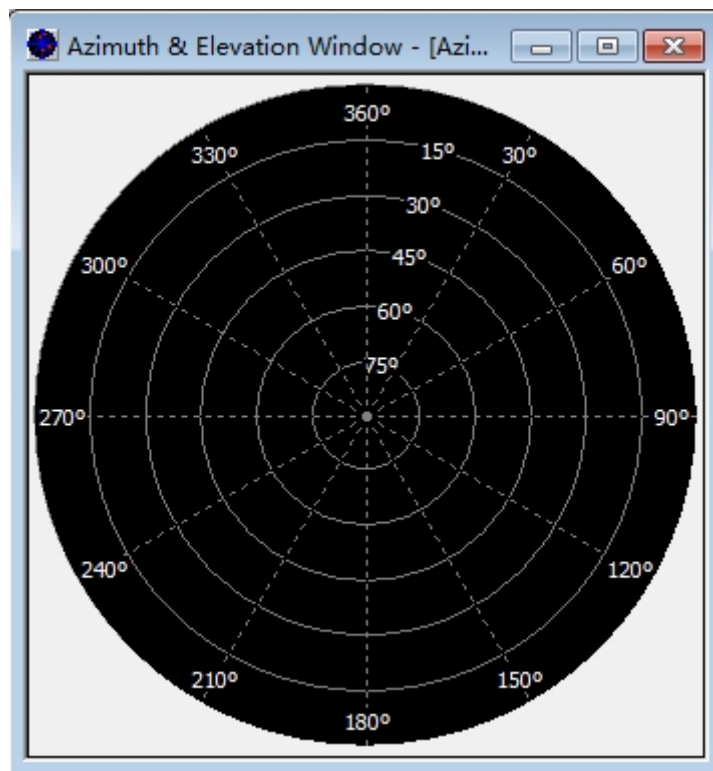 Azimuth & Elevation Window - [Azi...
360º
330º 15º 30º
30º
300º 45º 60º
60º
75º
270º 90º
240º 120º
210º 150º
180º